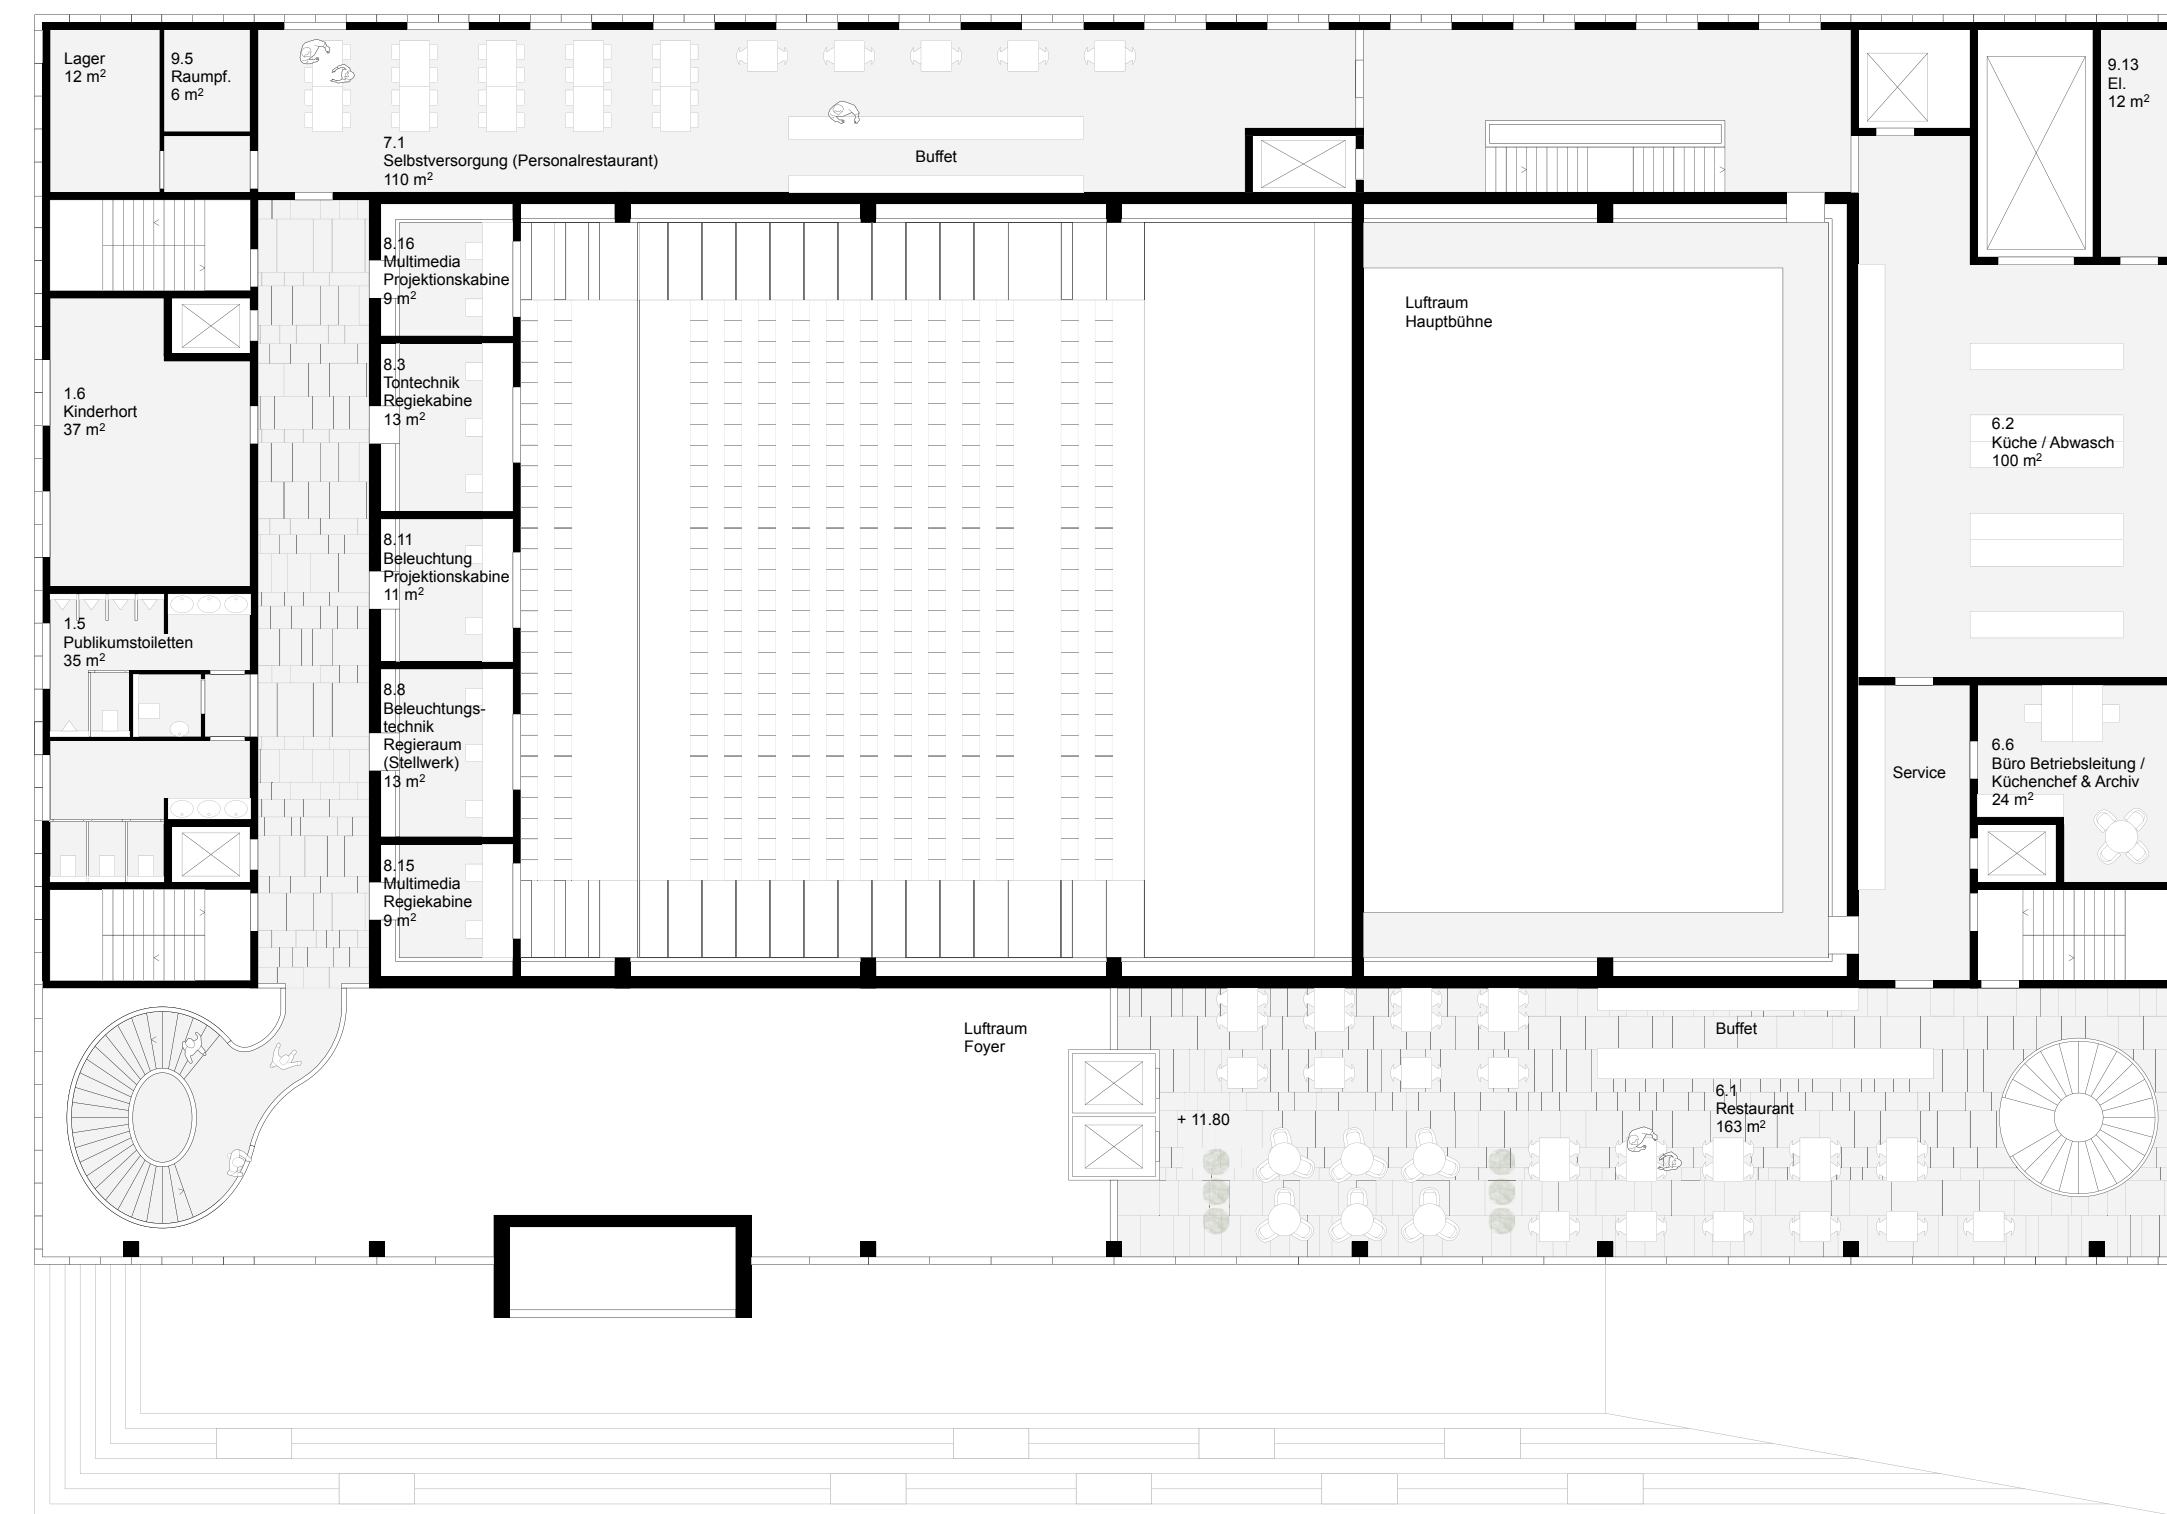 Lager
12 m²
9.5
Raumpf.
6 m²
7.1
Selbstversorgung (Personalrestaurant)
110 m²
Buffet
9.13
El.
12 m²
8.16
Multimedia
Projektionskabine
9 m²
Luftraum
Hauptbühne
8.3
Tontechnik
Regiekabine
13 m²
1.6
Kinderhort
37 m²
6.2
Küche / Abwasch
100 m²
8.11
Beleuchtung
Projektionskabine
11 m²
1.5
Publikumstoiletten
35 m²
8.8
Beleuchtungs-
technik
Regieraum
(Stellwerk)
13 m²
Service
6.6
Büro Betriebsleitung /
Küchenchef & Archiv
24 m²
8.15
Multimedia
Regiekabine
9 m²
Luftraum
Foyer
Buffet
+ 11.80
6.1
Restaurant
163 m²